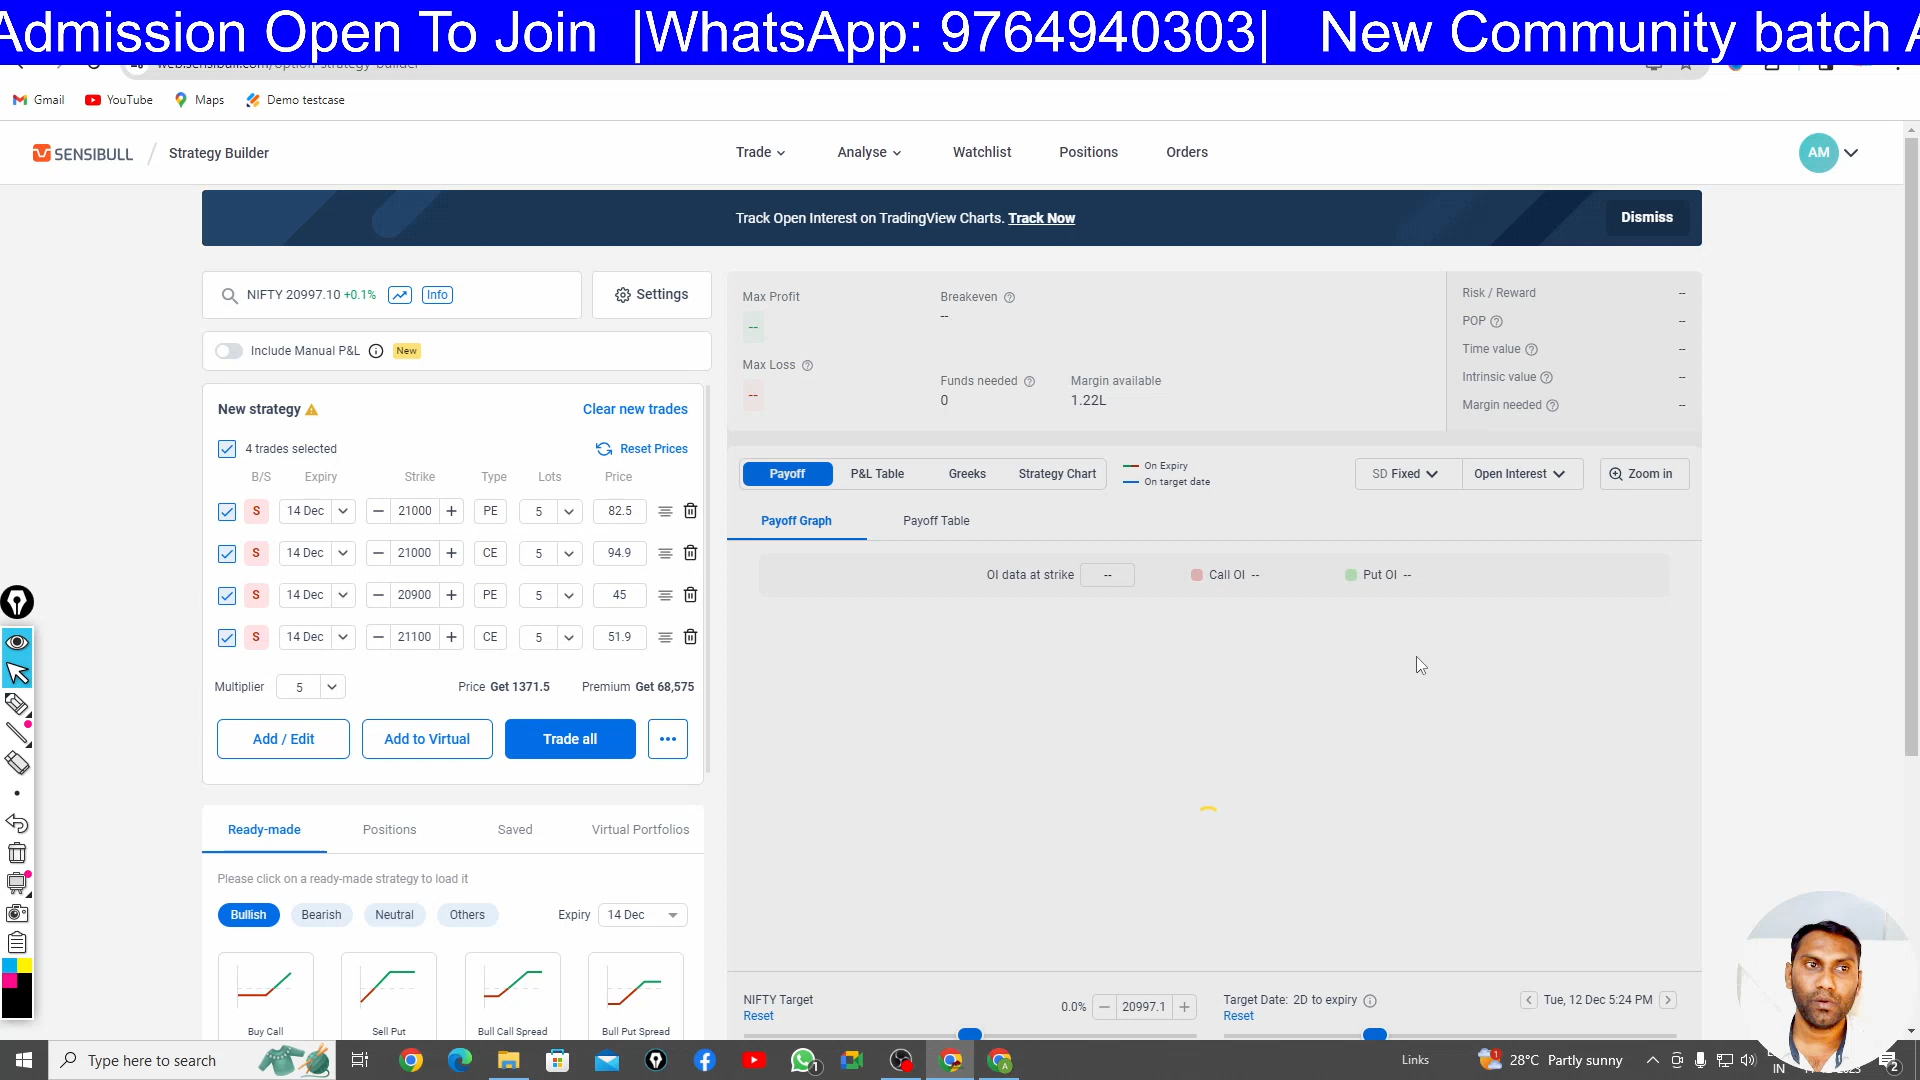 Admission Open To Join |WhatsApp: 9764940303| New Community batch A
web.sensibull.com/option-strategy-builder
Gmail YouTube Maps Demo testcase
SENSIBULL / Strategy Builder Trade Analyse Watchlist Positions Orders AM
Track Open Interest on TradingView Charts. Track Now Dismiss
NIFTY 20997.10 +0.1% Info Settings
Include Manual P&L New
New strategy Clear new trades
4 trades selected Reset Prices
B/S Expiry Strike Type Lots Price
S 14 Dec 21000 PE 5 82.5
S 14 Dec 21000 CE 5 94.9
S 14 Dec 20900 PE 5 45
S 14 Dec 21100 CE 5 51.9
Multiplier 5 Price Get 1371.5 Premium Get 68,575
Add / Edit Add to Virtual Trade all
Ready-made Positions Saved Virtual Portfolios
Please click on a ready-made strategy to load it
Bullish Bearish Neutral Others Expiry 14 Dec
Buy Call Sell Put Bull Call Spread Bull Put Spread
Max Profit Breakeven
-- --
Max Loss Funds needed Margin available
-- 0 1.22L
Risk / Reward --
POP --
Time value --
Intrinsic value --
Margin needed --
Payoff P&L Table Greeks Strategy Chart On Expiry
On target date
SD Fixed Open Interest Zoom in
Payoff Graph Payoff Table
OI data at strike -- Call OI -- Put OI --
NIFTY Target 0.0% 20997.1 Target Date: 2D to expiry Tue, 12 Dec 5:24 PM
Reset Reset
Type here to search 1 Links 1 28°C Partly sunny IN 2